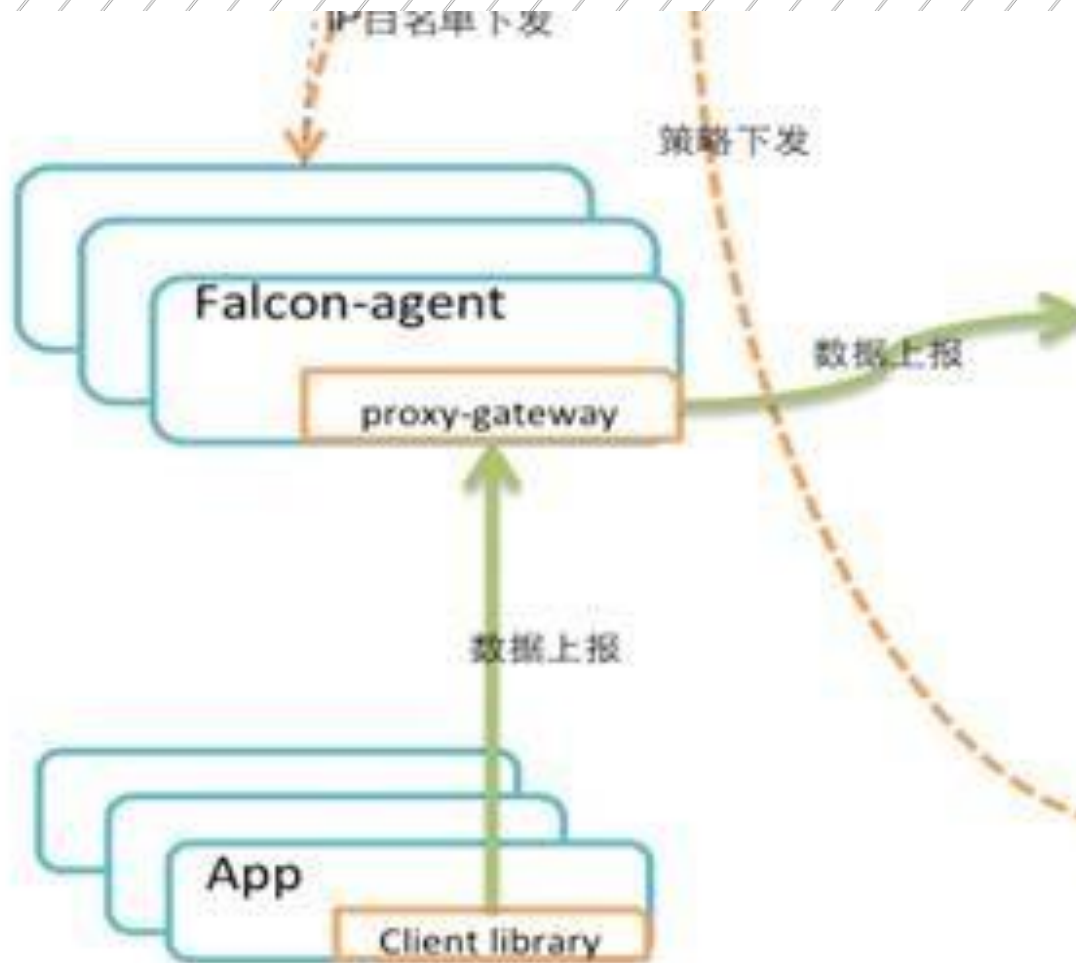 IP白名单下发
策略下发
Falcon-agent
数据上报
proxy-gateway
数据上报
App
Client library